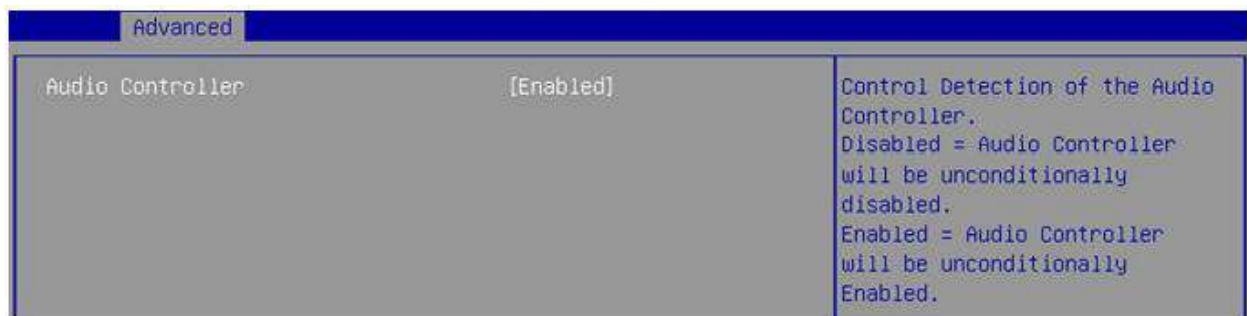 Advanced
Audio Controller [Enabled]
Control Detection of the Audio
Controller.
Disabled = Audio Controller
will be unconditionally
disabled.
Enabled = Audio Controller
will be unconditionally
Enabled.